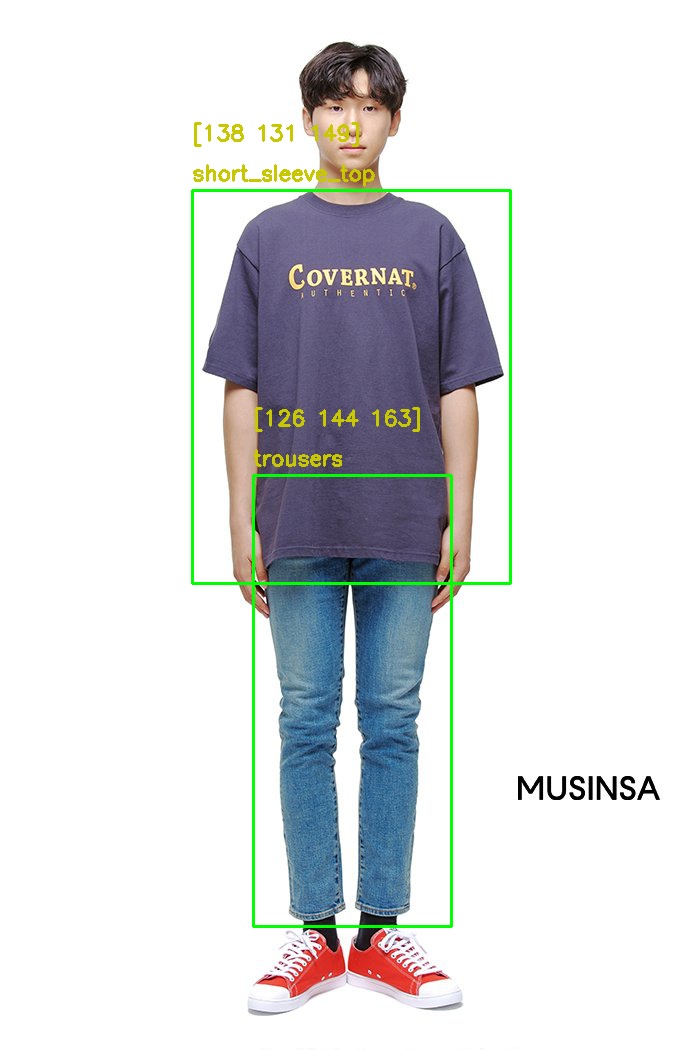 [138 131 149]
short_sleeve_top
COVERNAT®
AUTHENTIC
[126 144 163]
trousers
MUSINSA